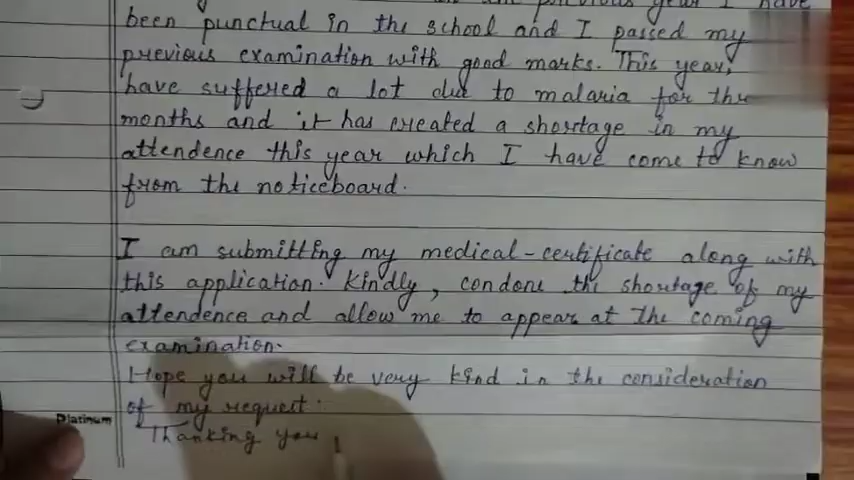 previous year I have
been punctual in the school and I passed my
previous examination with good marks. This year,
have suffered a lot due to malaria for the
months and it has created a shortage in my
attendence this year which I have come to know
from the noticeboard.
I am submitting my medical-certificate along with
this application. Kindly, condone the shortage of my
attendence and allow me to appear at the coming
examination.
Hope you will be very kind in the consideration
of my request.
Thanking you
Platinum